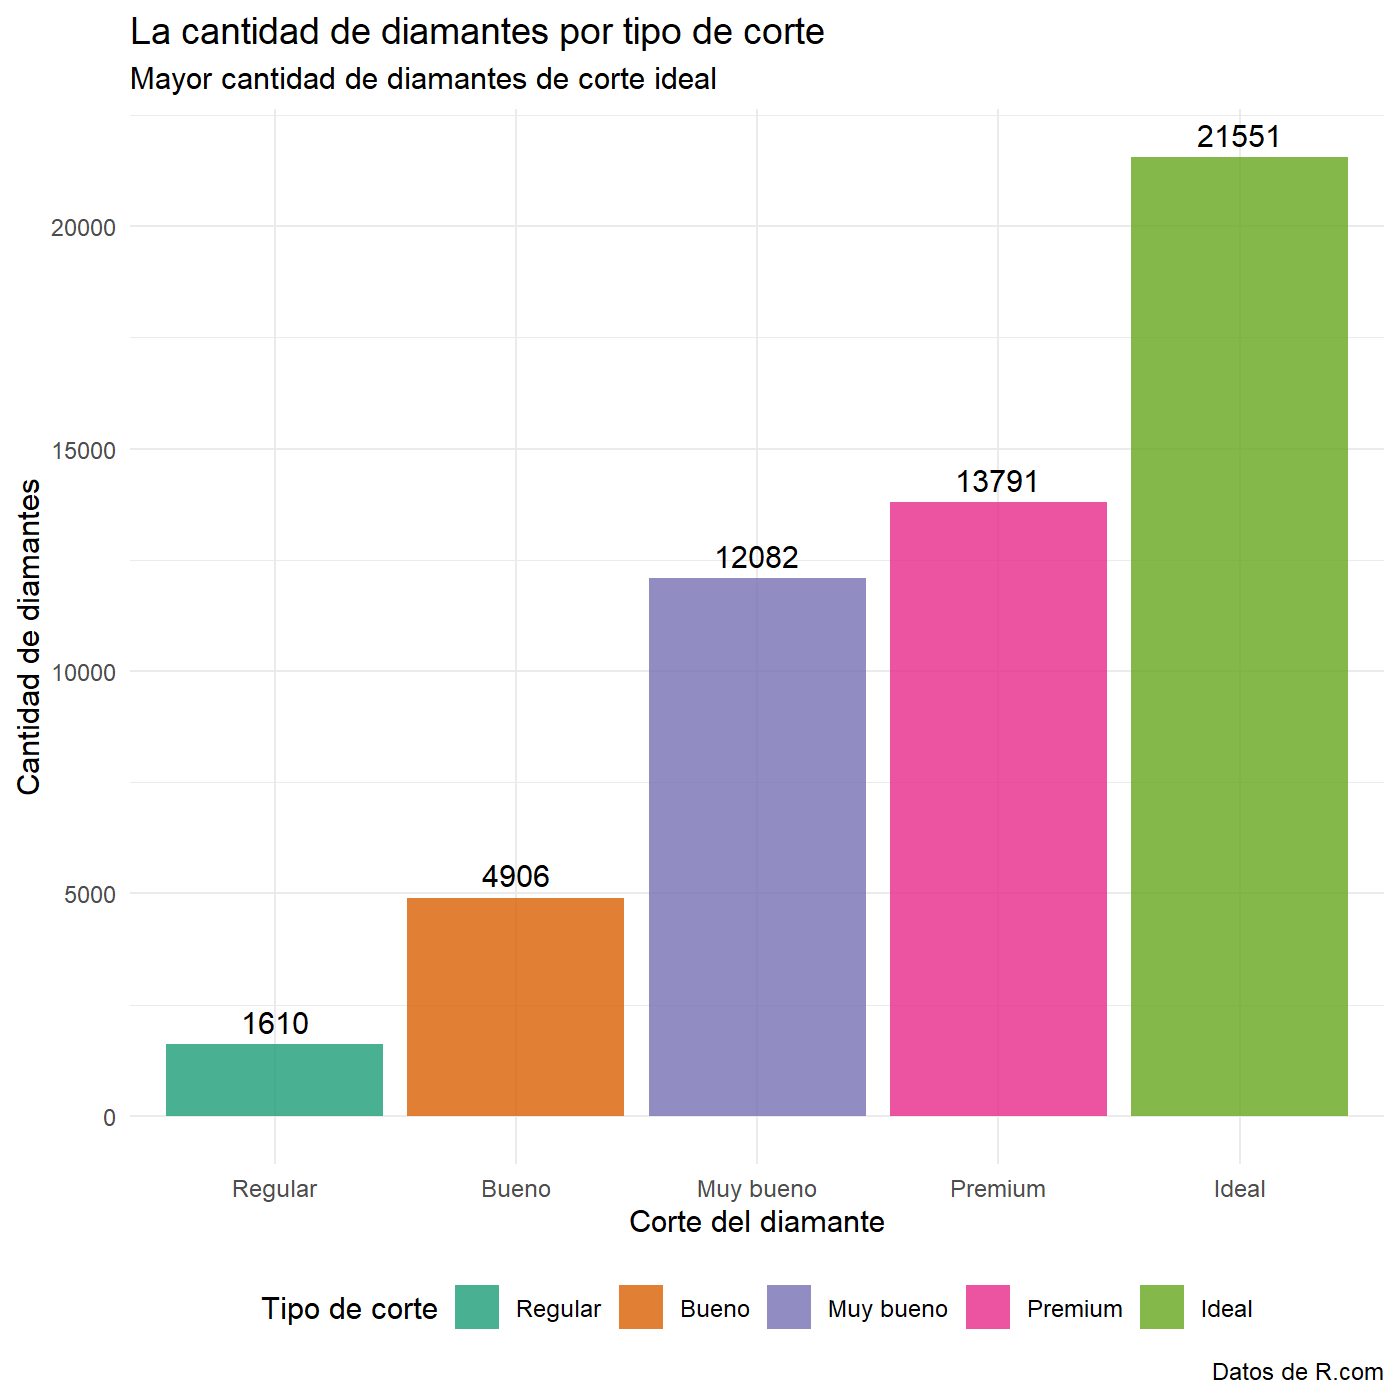 La cantidad de diamantes por tipo de corte
Mayor cantidad de diamantes de corte ideal
Cantidad de diamantes
20000
15000
10000
5000
0
1610
4906
12082
13791
21551
Regular
Bueno
Muy bueno
Premium
Ideal
Corte del diamante
Tipo de corte Regular Bueno Muy bueno Premium Ideal
Datos de R.com